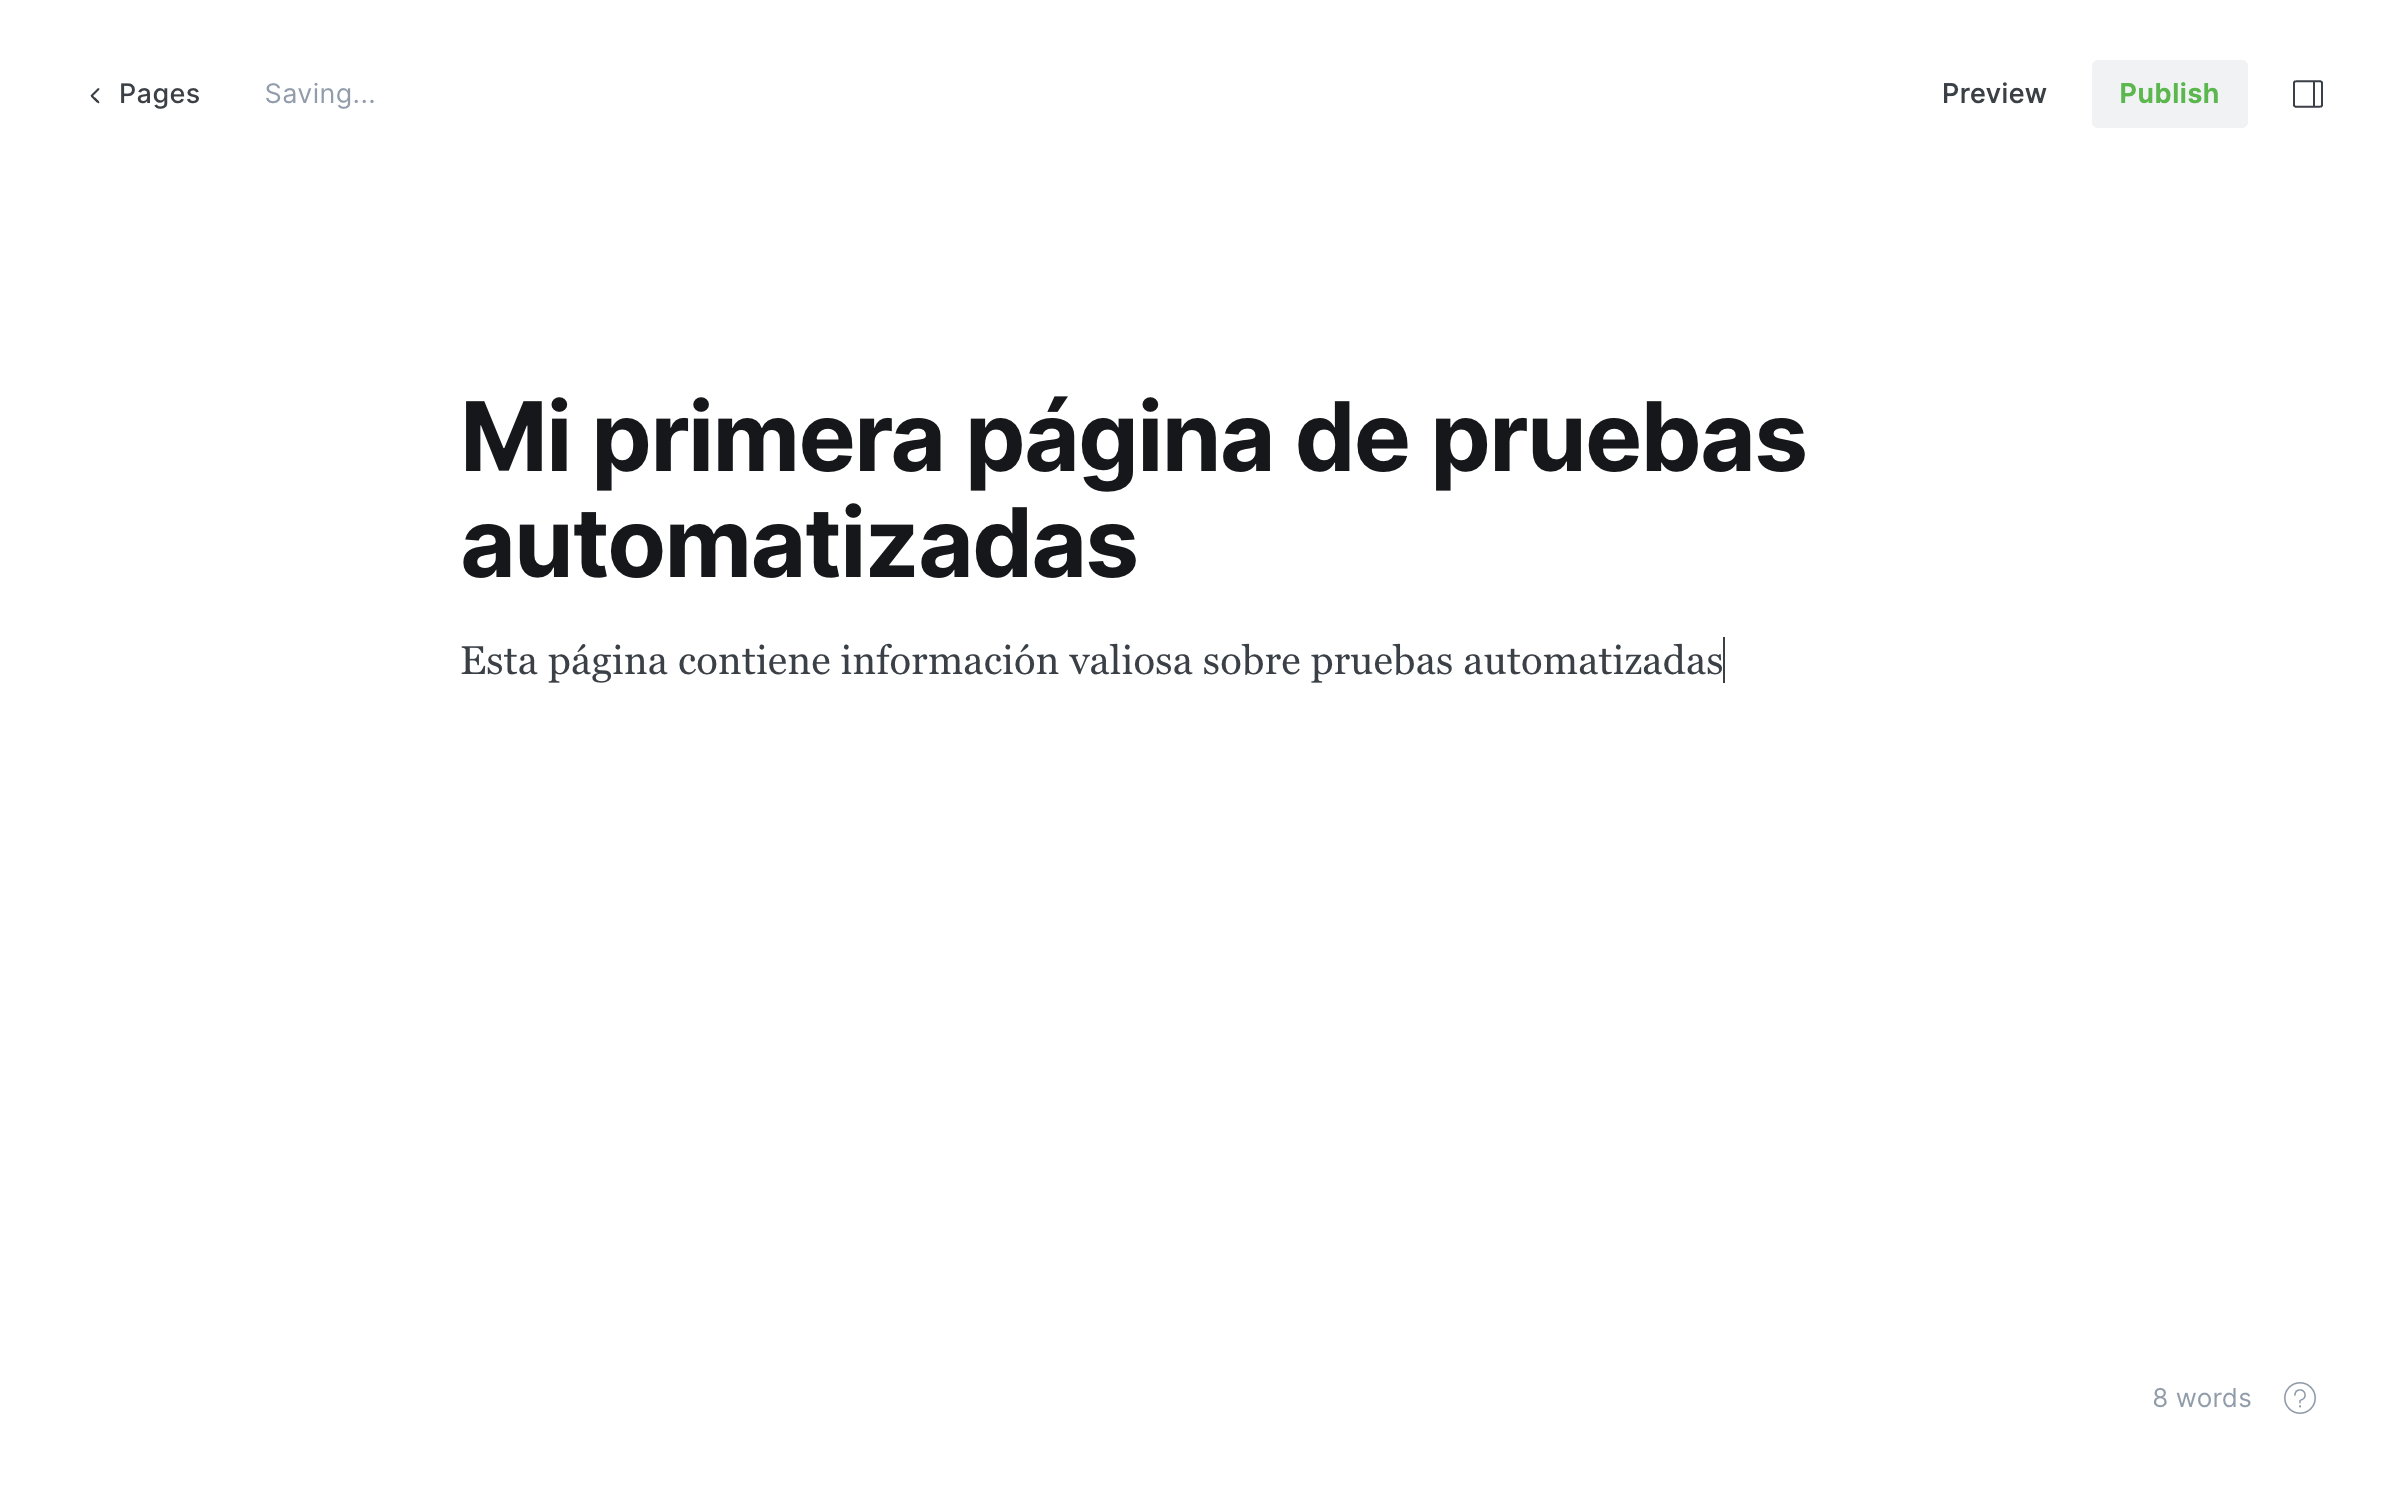 Pages
Saving...
Preview
Publish
Mi primera página de pruebas
automatizadas
Esta página contiene información valiosa sobre pruebas automatizadas
8 words
?